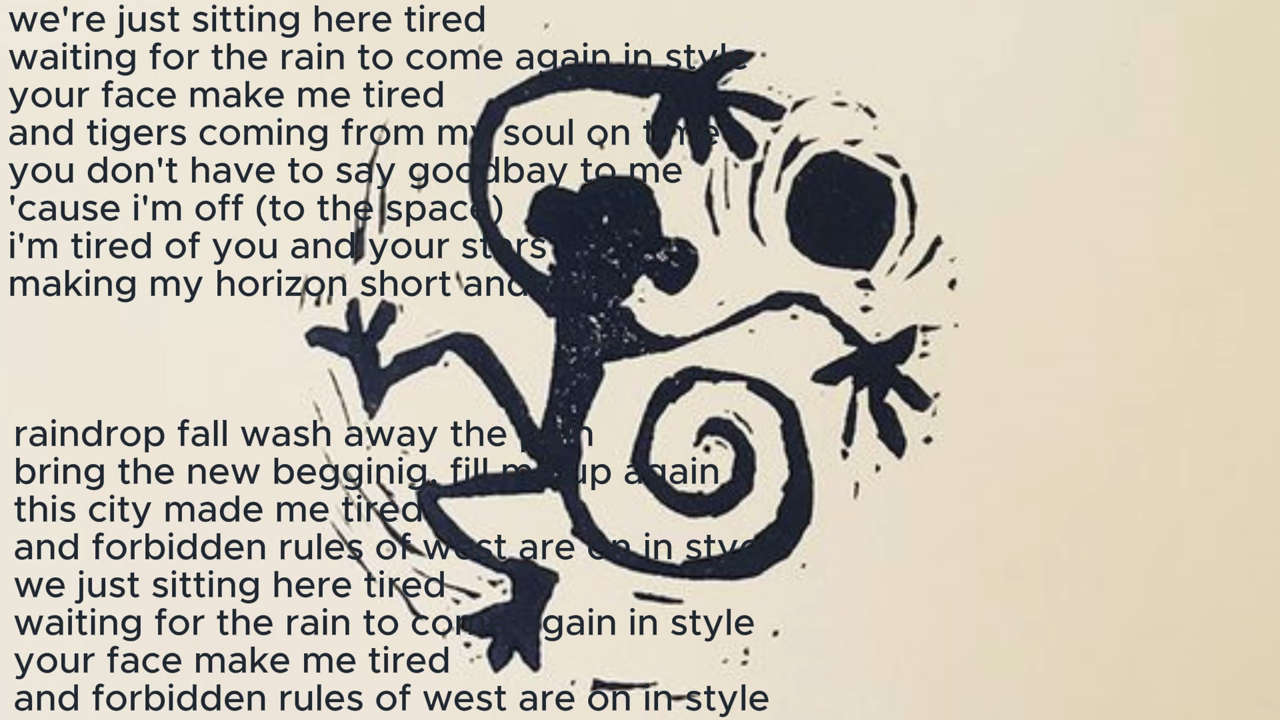 we're just sitting here tired
waiting for the rain to come again in style
your face make me tired
and tigers coming from my soul on time
you don't have to say goodbay to me
'cause i'm off (to the space)
i'm tired of you and your stars
making my horizon short and
raindrop fall wash away the pain
bring the new begginig, fill me up again
this city made me tired
and forbidden rules of west are on in
we just sitting here tired
waiting for the rain to come again in style
your face make me tired
and forbidden rules of west are on in style